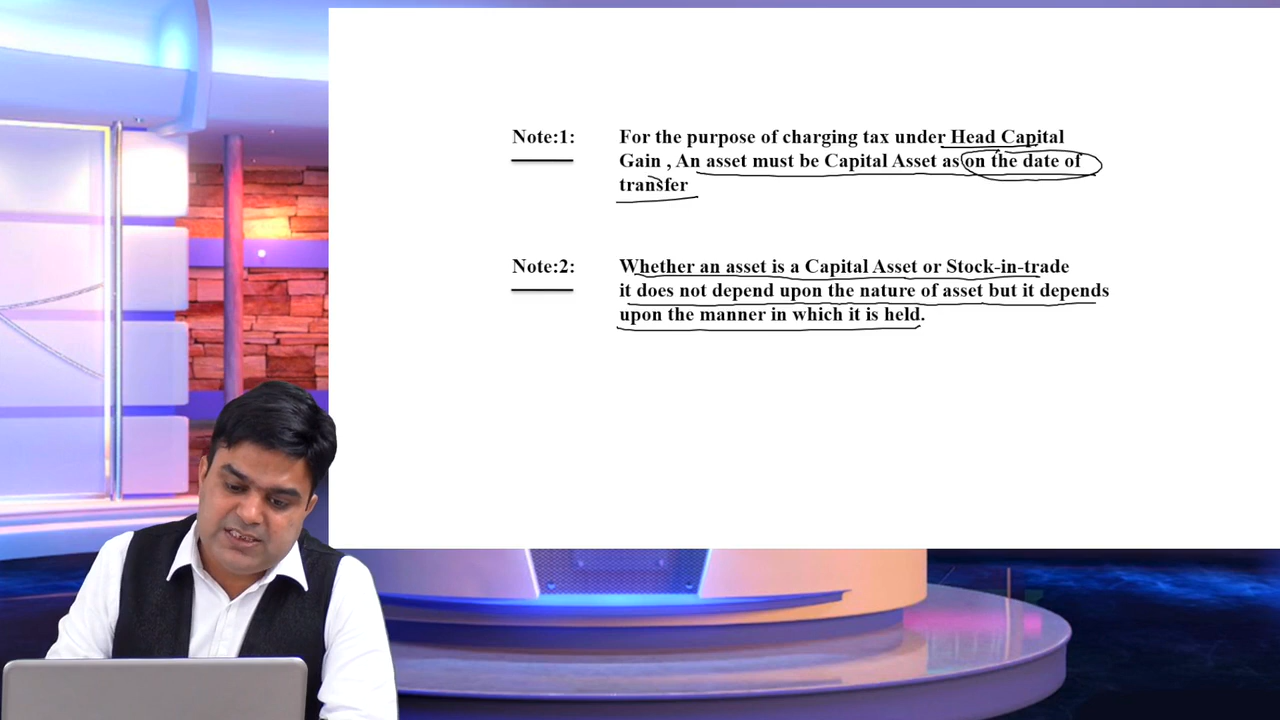 Note:1: For the purpose of charging tax under Head Capital
Gain , An asset must be Capital Asset as on the date of
transfer
Note:2: Whether an asset is a Capital Asset or Stock-in-trade
it does not depend upon the nature of asset but it depends
upon the manner in which it is held.